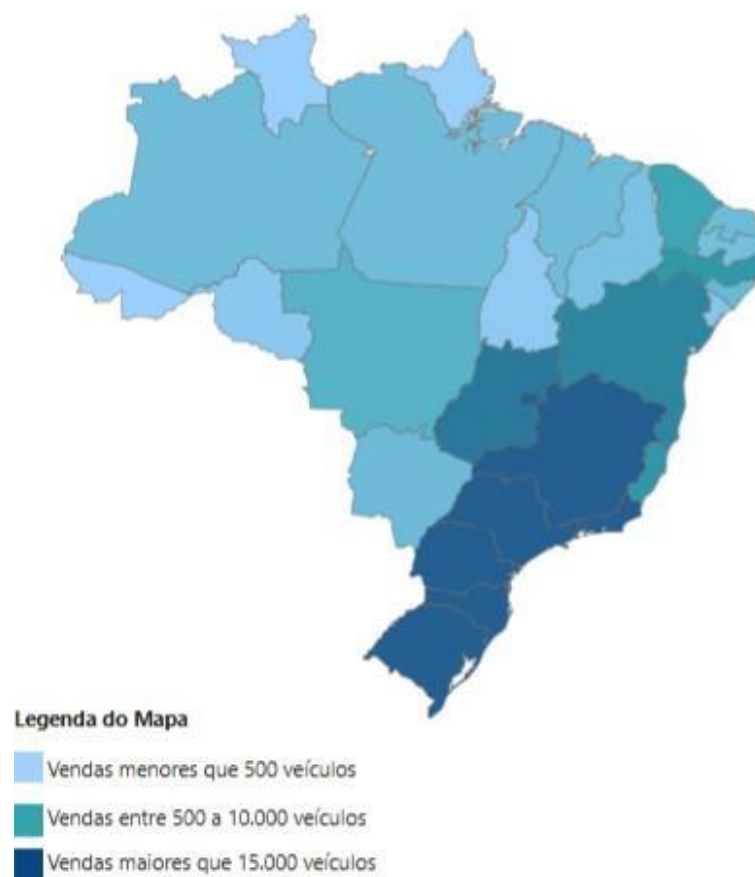 Legenda do Mapa
Vendas menores que 500 veículos
Vendas entre 500 a 10.000 veículos
Vendas maiores que 15.000 veículos